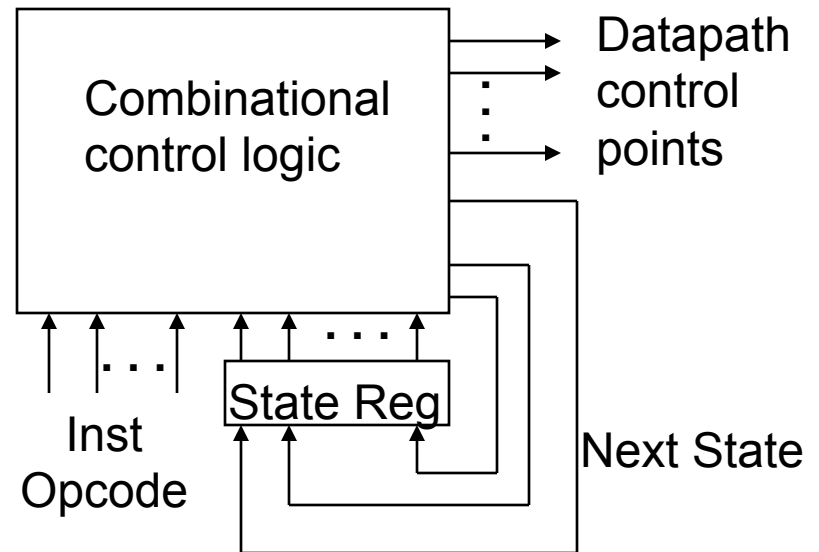 Combinational
control logic
Datapath
control
points
. . .
. . .
. . .
State Reg
Inst
Opcode
Next State